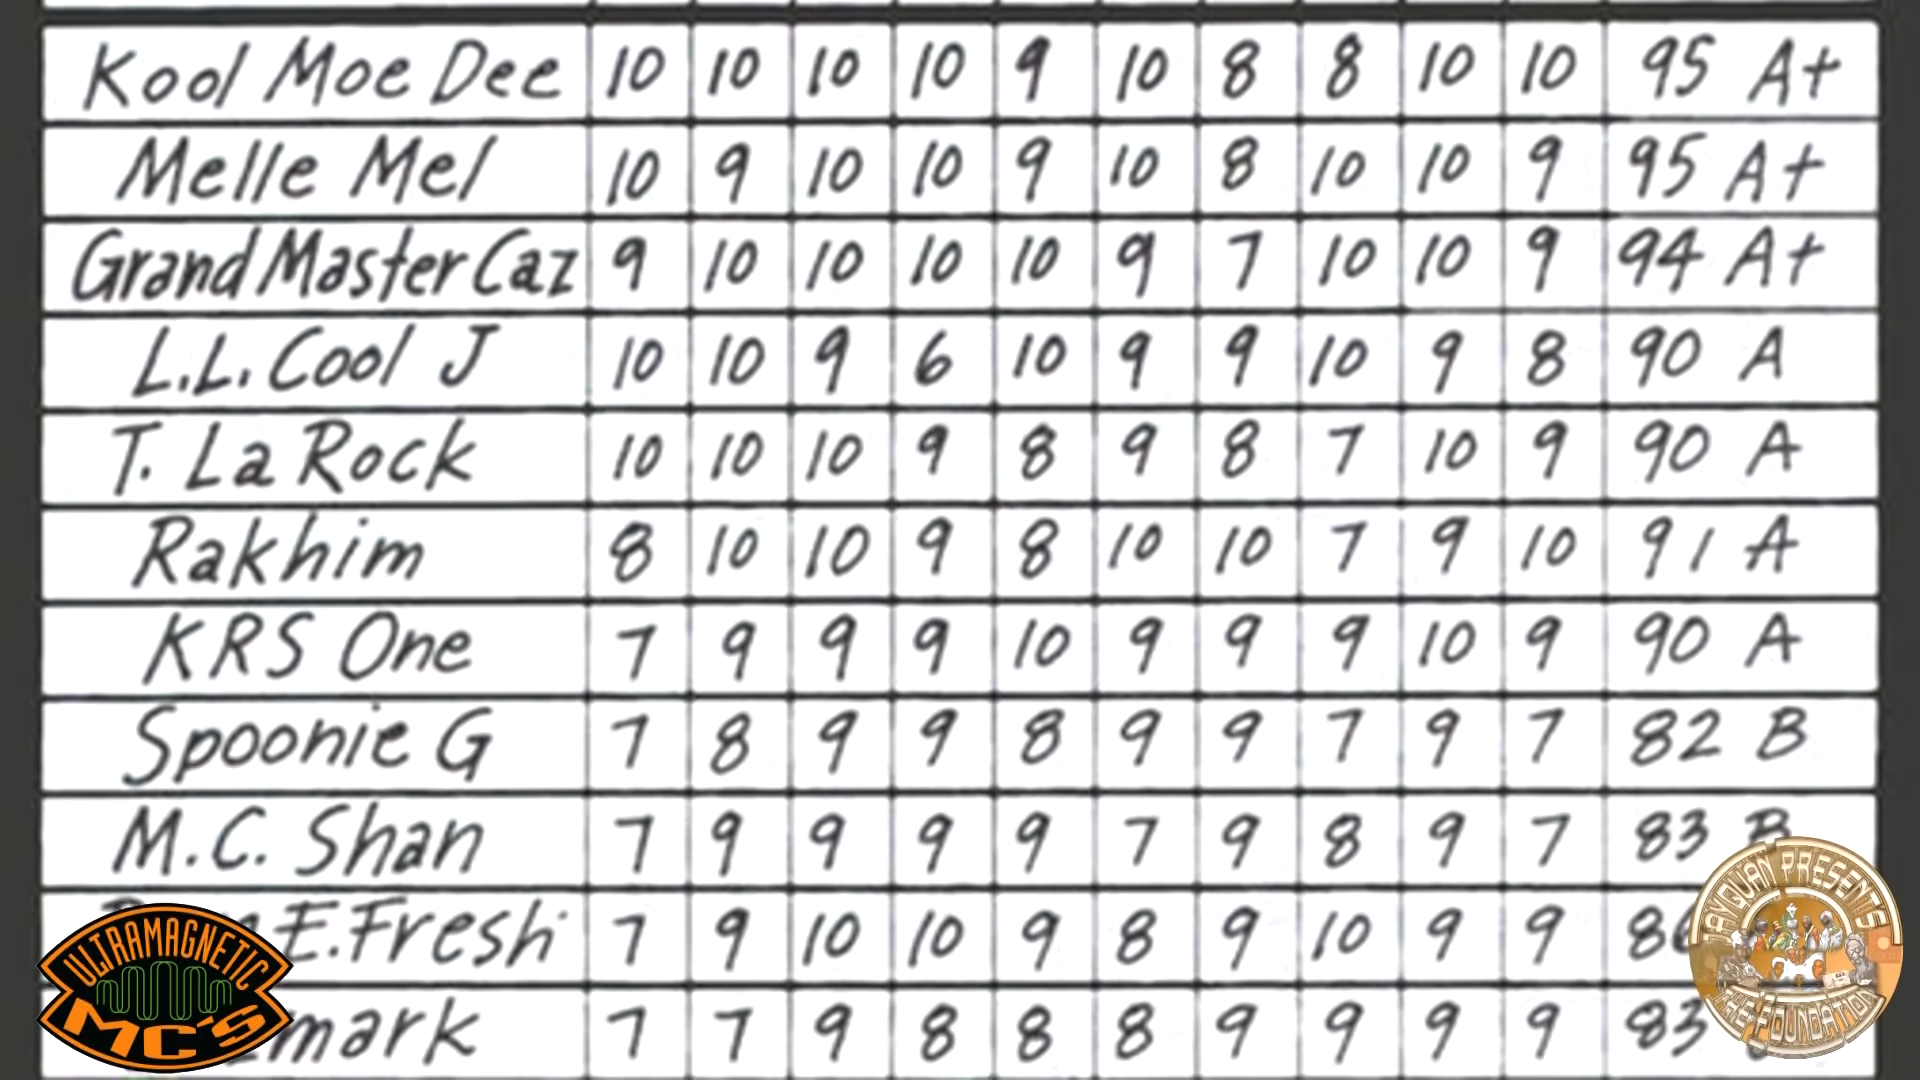 Kool Moe Dee 10 10 10 10 9 10 8 8 10 10 95 A+
Melle Mel 10 9 10 10 9 10 8 10 10 9 95 A+
Grand Master Caz 9 10 10 10 10 9 7 10 10 9 94 A+
L.L. Cool J 10 10 9 6 10 9 9 10 9 8 90 A
T. La Rock 10 10 10 9 8 9 8 7 10 9 90 A
Rakhim 8 10 10 9 8 10 10 7 9 10 91 A
KRS One 7 9 9 9 10 9 9 9 10 9 90 A
Spoonie G 7 8 9 9 8 9 9 7 9 7 82 B
M.C. Shan 7 9 9 9 9 7 9 8 9 7 83 B
E. Fresh 7 9 10 10 9 8 9 10 9 9
7 7 9 8 8 8 9 9 9 9 83
ULTRAMAGNETIC
MC'S
JAYQUAN PRESENTS
THE FOUNDATION